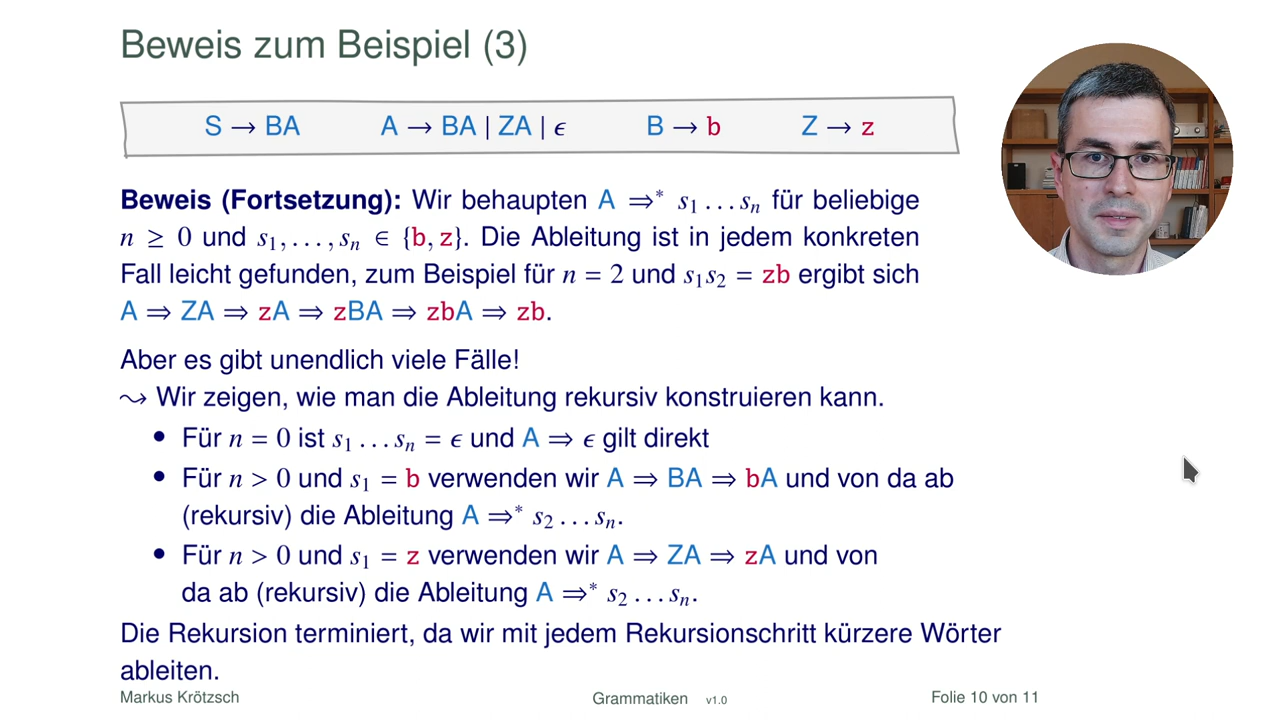 Beweis zum Beispiel (3)
S → BA A → BA | ZA | ϵ B → b Z → z
Beweis (Fortsetzung): Wir behaupten A ⇒* s₁ … sₙ für beliebige
n ≥ 0 und s₁, … , sₙ ∈ {b, z}. Die Ableitung ist in jedem konkreten
Fall leicht gefunden, zum Beispiel für n = 2 und s₁s₂ = zb ergibt sich
A ⇒ ZA ⇒ zA ⇒ zBA ⇒ zbA ⇒ zb.
Aber es gibt unendlich viele Fälle!
⤳ Wir zeigen, wie man die Ableitung rekursiv konstruieren kann.
• Für n = 0 ist s₁ … sₙ = ϵ und A ⇒ ϵ gilt direkt
• Für n > 0 und s₁ = b verwenden wir A ⇒ BA ⇒ bA und von da ab
(rekursiv) die Ableitung A ⇒* s₂ … sₙ.
• Für n > 0 und s₁ = z verwenden wir A ⇒ ZA ⇒ zA und von
da ab (rekursiv) die Ableitung A ⇒* s₂ … sₙ.
Die Rekursion terminiert, da wir mit jedem Rekursionschritt kürzere Wörter
ableiten.
Markus Krötzsch Grammatiken v1.0 Folie 10 von 11